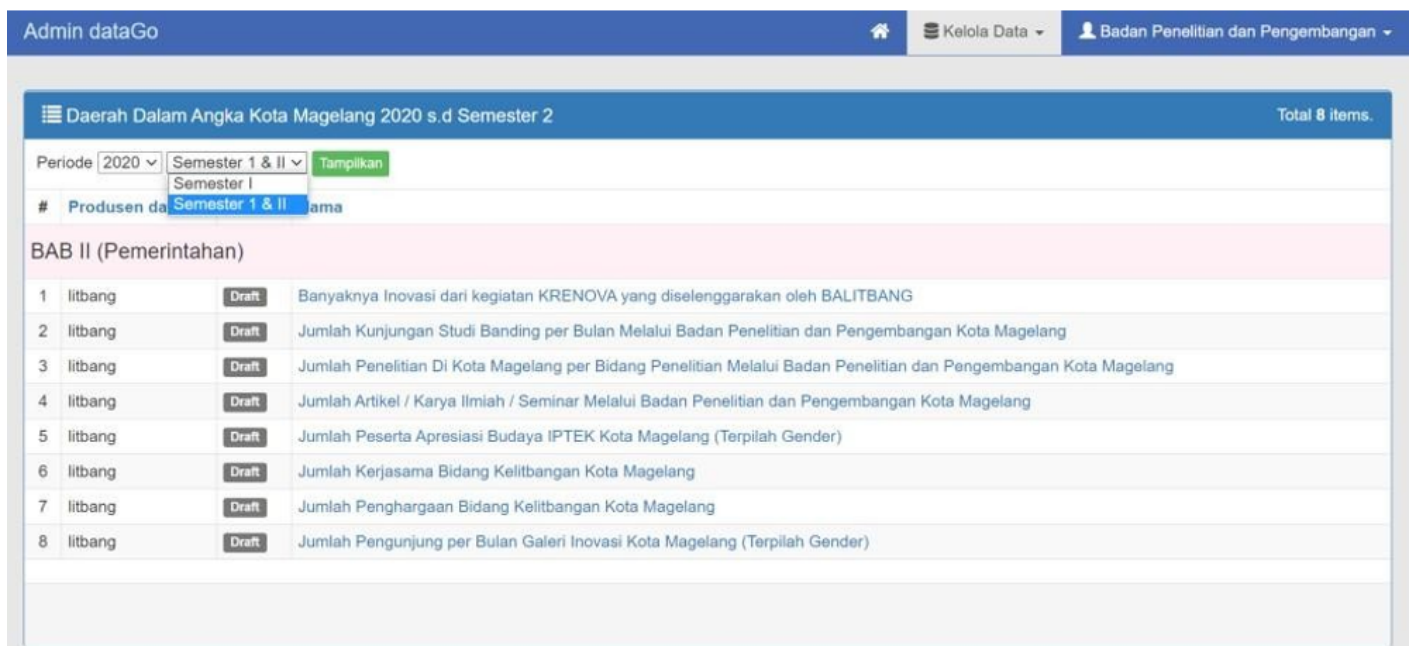 Admin dataGo Kelola Data Badan Penelitian dan Pengembangan
Daerah Dalam Angka Kota Magelang 2020 s.d Semester 2 Total 8 items.
Periode 2020 Semester 1 & II Tampilkan
Semester I
Semester 1 & II
# Produsen da ama
BAB II (Pemerintahan)
1 litbang Draft Banyaknya Inovasi dari kegiatan KRENOVA yang diselenggarakan oleh BALITBANG
2 litbang Draft Jumlah Kunjungan Studi Banding per Bulan Melalui Badan Penelitian dan Pengembangan Kota Magelang
3 litbang Draft Jumlah Penelitian Di Kota Magelang per Bidang Penelitian Melalui Badan Penelitian dan Pengembangan Kota Magelang
4 litbang Draft Jumlah Artikel / Karya Ilmiah / Seminar Melalui Badan Penelitian dan Pengembangan Kota Magelang
5 litbang Draft Jumlah Peserta Apresiasi Budaya IPTEK Kota Magelang (Terpilah Gender)
6 litbang Draft Jumlah Kerjasama Bidang Kelitbangan Kota Magelang
7 litbang Draft Jumlah Penghargaan Bidang Kelitbangan Kota Magelang
8 litbang Draft Jumlah Pengunjung per Bulan Galeri Inovasi Kota Magelang (Terpilah Gender)